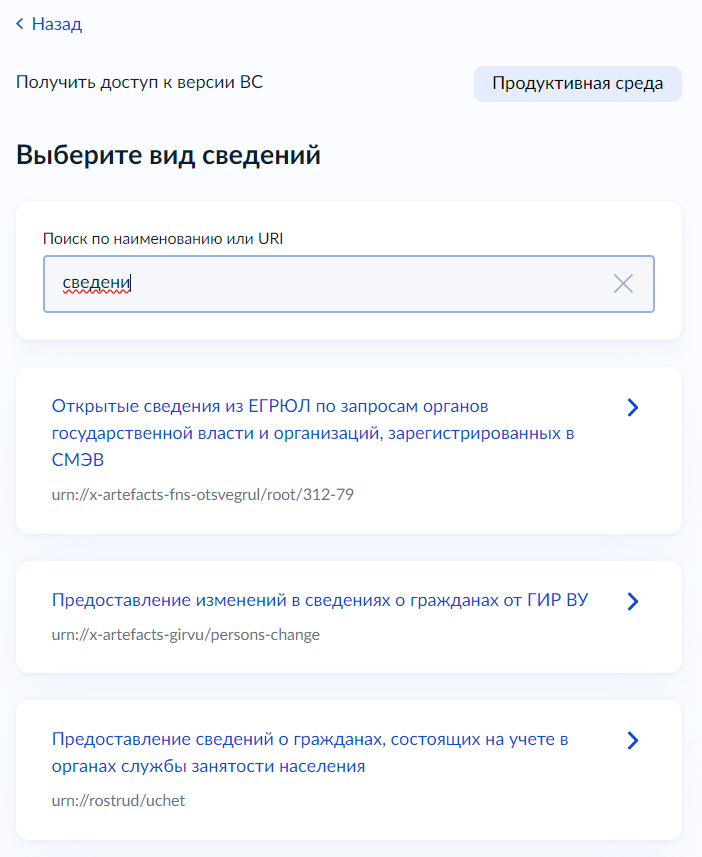 Назад
Получить доступ к версии ВС
Продуктивная среда
Выберите вид сведений
Поиск по наименованию или URI
сведени
Открытые сведения из ЕГРЮЛ по запросам органов
государственной власти и организаций, зарегистрированных в
СМЭВ
urn://x-artefacts-fns-otsvegrul/root/312-79
Предоставление изменений в сведениях о гражданах от ГИР ВУ
urn://x-artefacts-girvu/persons-change
Предоставление сведений о гражданах, состоящих на учете в
органах службы занятости населения
urn://rostrud/uchet